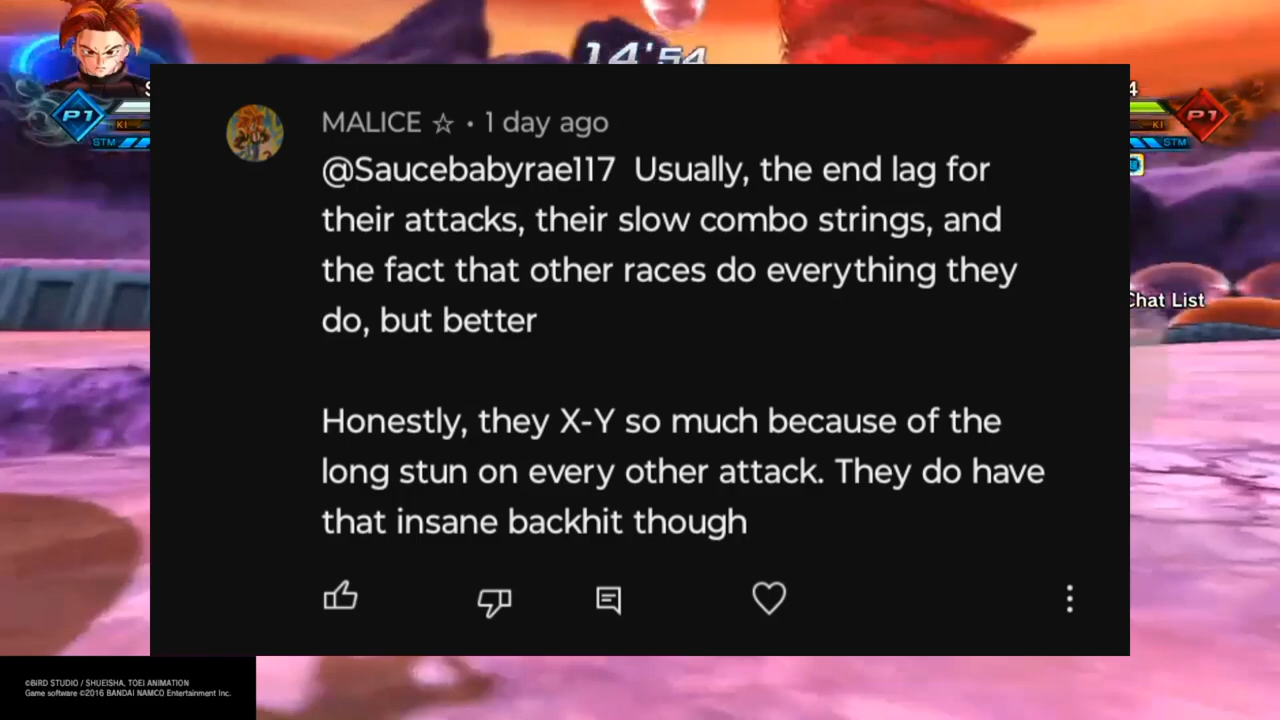 14'54
P1
KI
STM
4
P1
KI
STM
Chat List
MALICE ☆ · 1 day ago
@Saucebabyrae117 Usually, the end lag for
their attacks, their slow combo strings, and
the fact that other races do everything they
do, but better
Honestly, they X-Y so much because of the
long stun on every other attack. They do have
that insane backhit though
©BIRD STUDIO / SHUEISHA, TOEI ANIMATION
Game software ©2016 BANDAI NAMCO Entertainment Inc.